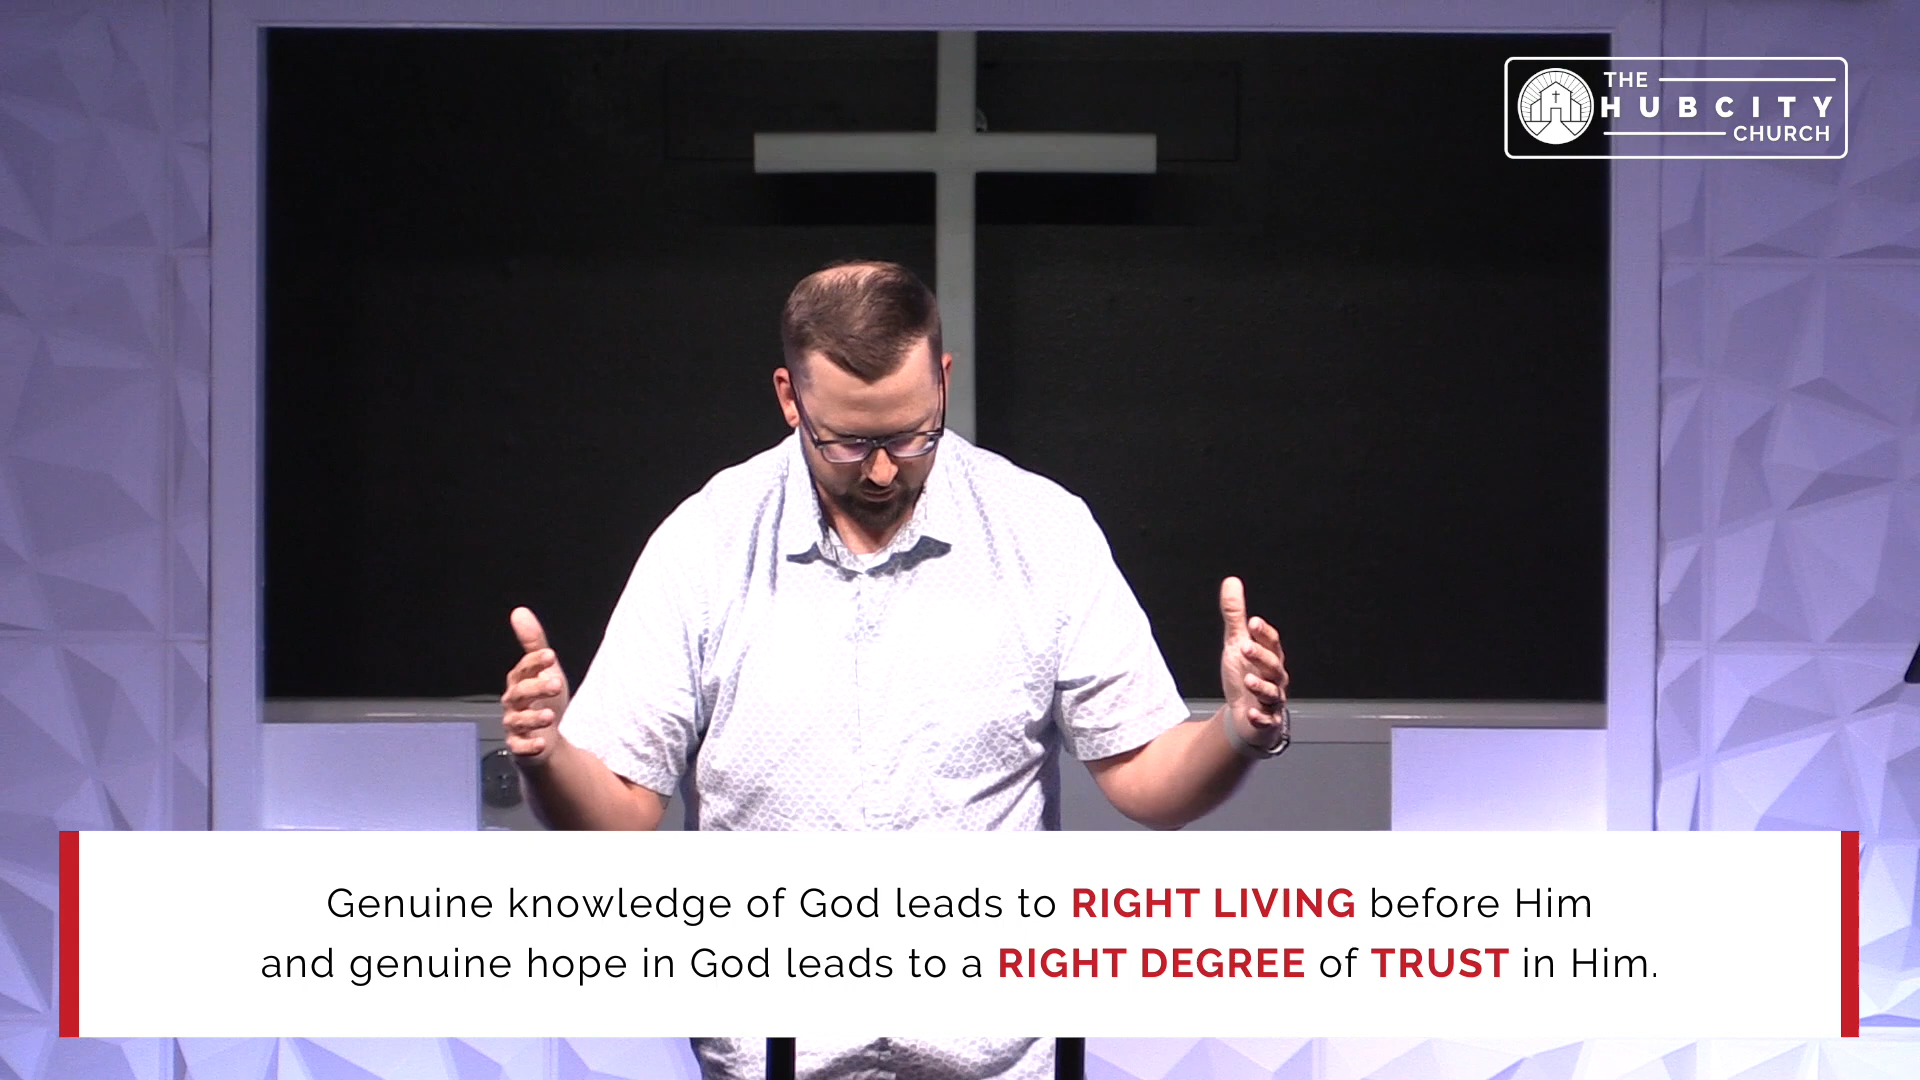 THE
HUBCITY
CHURCH
Genuine knowledge of God leads to RIGHT LIVING before Him
and genuine hope in God leads to a RIGHT DEGREE of TRUST in Him.